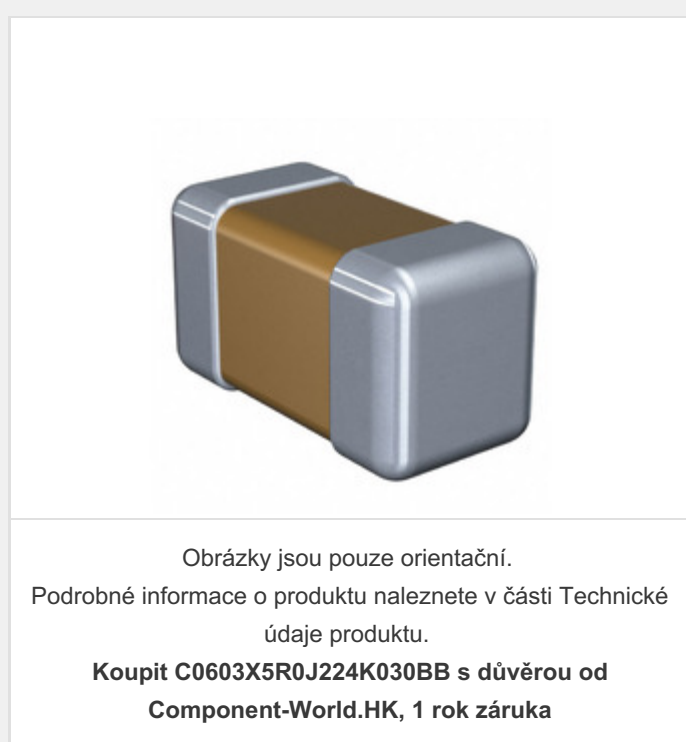 Obrázky jsou pouze orientační.
Podrobné informace o produktu naleznete v části Technické
údaje produktu.
Koupit C0603X5R0J224K030BB s důvěrou od
Component-World.HK, 1 rok záruka